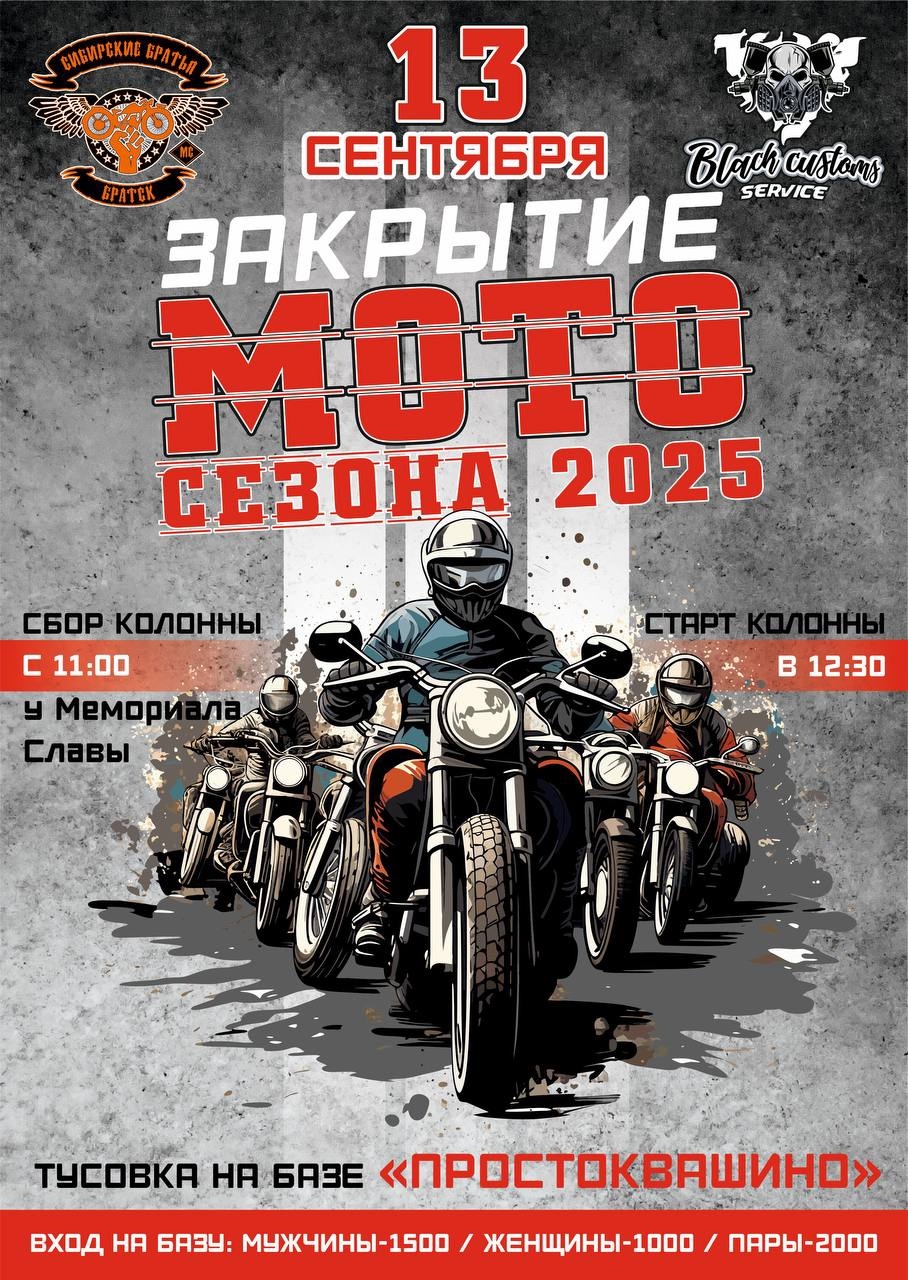 СИБИРСКИЕ БРАТЬЯ
МС
БРАТСК
13
СЕНТЯБРЯ
Black customs
SERVICE
ЗАКРЫТИЕ
МОТО
СЕЗОНА 2025
СБОР КОЛОННЫ
С 11:00
у Мемориала
Славы
СТАРТ КОЛОННЫ
В 12:30
ТУСОВКА НА БАЗЕ «ПРОСТОКВАШИНО»
ВХОД НА БАЗУ: МУЖЧИНЫ-1500 / ЖЕНЩИНЫ-1000 / ПАРЫ-2000